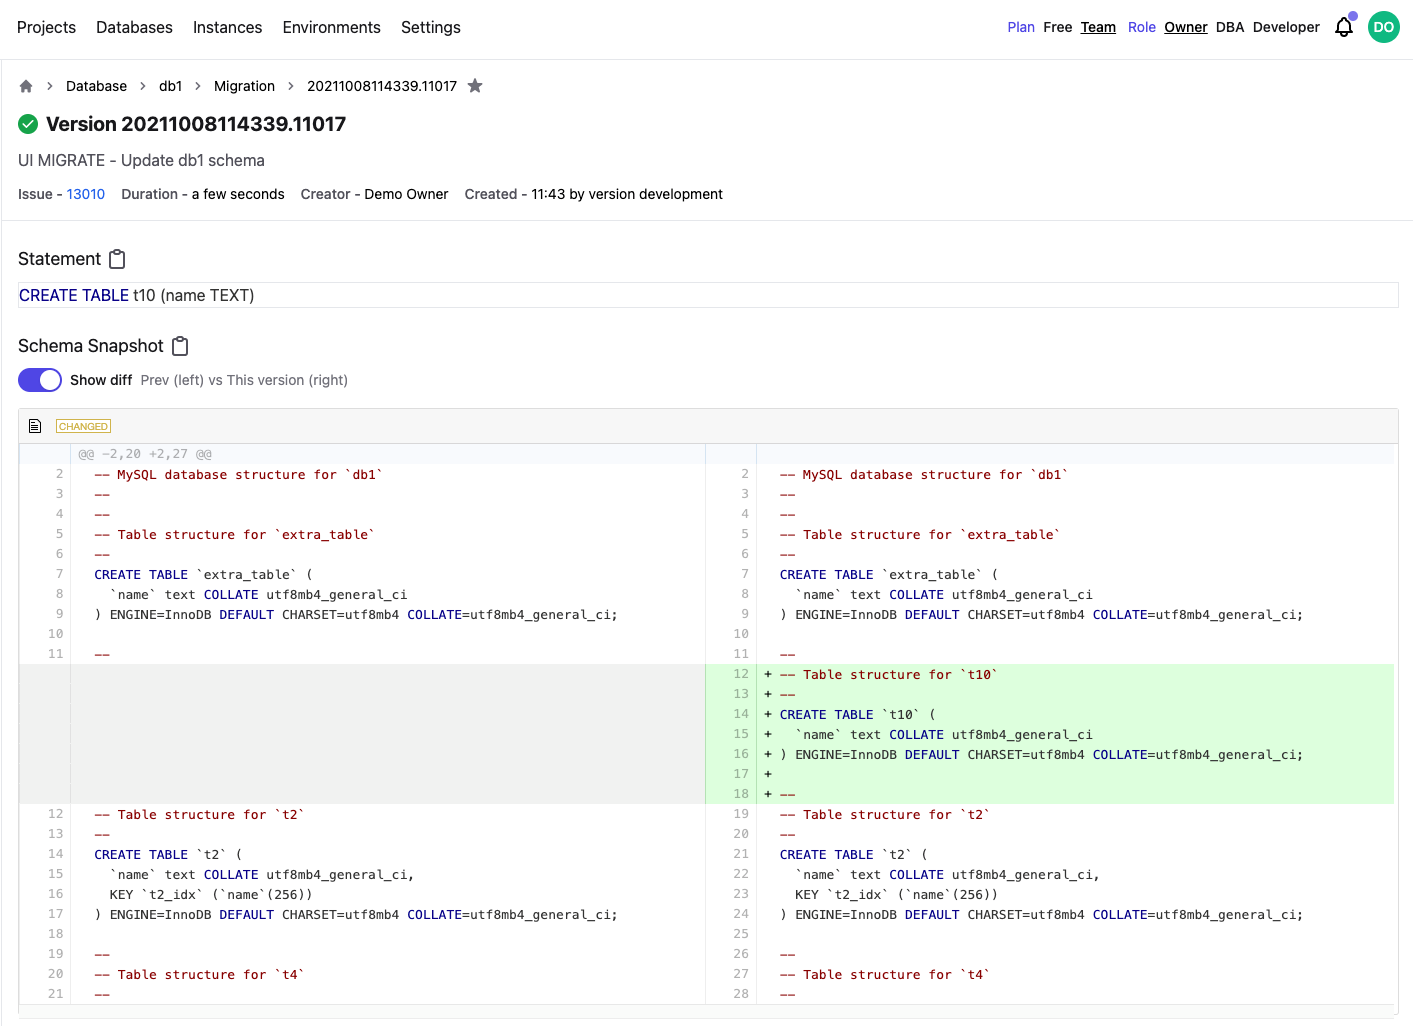 Projects Databases Instances Environments Settings Plan Free Team Role Owner DBA Developer DO
Database > db1 > Migration > 20211008114339.11017
Version 20211008114339.11017
UI MIGRATE - Update db1 schema
Issue - 13010 Duration - a few seconds Creator - Demo Owner Created - 11:43 by version development
Statement
CREATE TABLE t10 (name TEXT)
Schema Snapshot
Show diff Prev (left) vs This version (right)
CHANGED
@@ -2,20 +2,27 @@
2 -- MySQL database structure for `db1` 2 -- MySQL database structure for `db1`
3 -- 3 --
4 -- 4 --
5 -- Table structure for `extra_table` 5 -- Table structure for `extra_table`
6 -- 6 --
7 CREATE TABLE `extra_table` ( 7 CREATE TABLE `extra_table` (
8 `name` text COLLATE utf8mb4_general_ci 8 `name` text COLLATE utf8mb4_general_ci
9 ) ENGINE=InnoDB DEFAULT CHARSET=utf8mb4 COLLATE=utf8mb4_general_ci; 9 ) ENGINE=InnoDB DEFAULT CHARSET=utf8mb4 COLLATE=utf8mb4_general_ci;
10 10
11 -- 11 --
12 + -- Table structure for `t10`
13 + --
14 + CREATE TABLE `t10` (
15 + `name` text COLLATE utf8mb4_general_ci
16 + ) ENGINE=InnoDB DEFAULT CHARSET=utf8mb4 COLLATE=utf8mb4_general_ci;
17 +
18 + --
12 -- Table structure for `t2` 19 -- Table structure for `t2`
13 -- 20 --
14 CREATE TABLE `t2` ( 21 CREATE TABLE `t2` (
15 `name` text COLLATE utf8mb4_general_ci, 22 `name` text COLLATE utf8mb4_general_ci,
16 KEY `t2_idx` (`name`(256)) 23 KEY `t2_idx` (`name`(256))
17 ) ENGINE=InnoDB DEFAULT CHARSET=utf8mb4 COLLATE=utf8mb4_general_ci; 24 ) ENGINE=InnoDB DEFAULT CHARSET=utf8mb4 COLLATE=utf8mb4_general_ci;
18 25
19 -- 26 --
20 -- Table structure for `t4` 27 -- Table structure for `t4`
21 -- 28 --